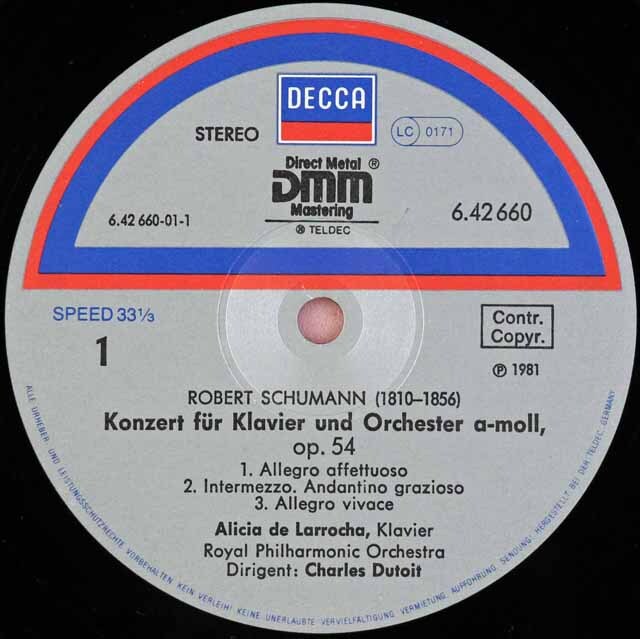 DECCA
STEREO
LC 0171
Direct Metal ®
DMM
Mastering
® TELDEC
6.42 660-01-1
6.42 660
SPEED 33 1/3
1
Contr.
Copyr.
℗ 1981
ROBERT SCHUMANN (1810–1856)
Konzert für Klavier und Orchester a-moll,
op. 54
1. Allegro affettuoso
2. Intermezzo. Andantino grazioso
3. Allegro vivace
Alicia de Larrocha, Klavier
Royal Philharmonic Orchestra
Dirigent: Charles Dutoit
ALLE URHEBER- UND LEISTUNGSSCHUTZRECHTE VORBEHALTEN. KEIN VERLEIH! KEINE UNERLAUBTE VERVIELFÄLTIGUNG, VERMIETUNG, AUFFÜHRUNG, SENDUNG! HERGESTELLT BEI DER TELDEC, GERMANY